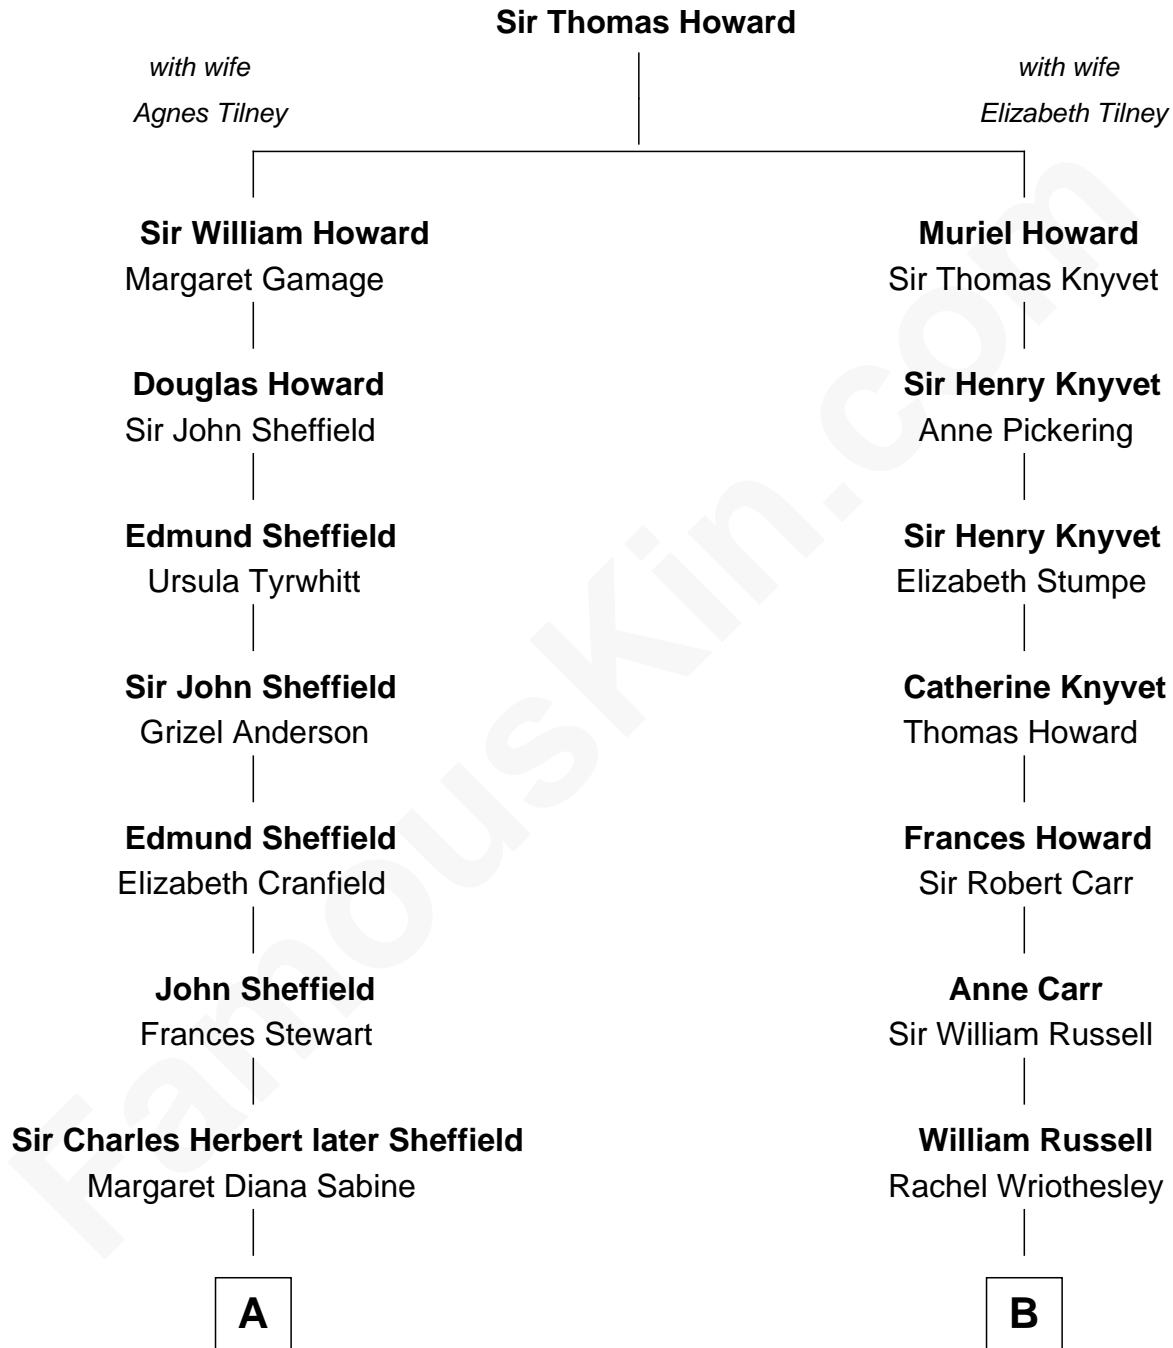 Sir Thomas Howard
with wife
Agnes Tilney
with wife
Elizabeth Tilney
Sir William Howard
Margaret Gamage
Muriel Howard
Sir Thomas Knyvet
Douglas Howard
Sir John Sheffield
Sir Henry Knyvet
Anne Pickering
Edmund Sheffield
Ursula Tyrwhitt
Sir Henry Knyvet
Elizabeth Stumpe
Sir John Sheffield
Grizel Anderson
Catherine Knyvet
Thomas Howard
Edmund Sheffield
Elizabeth Cranfield
Frances Howard
Sir Robert Carr
John Sheffield
Frances Stewart
Anne Carr
Sir William Russell
Sir Charles Herbert later Sheffield
Margaret Diana Sabine
William Russell
Rachel Wriothesley
A
B
FamousKin.com